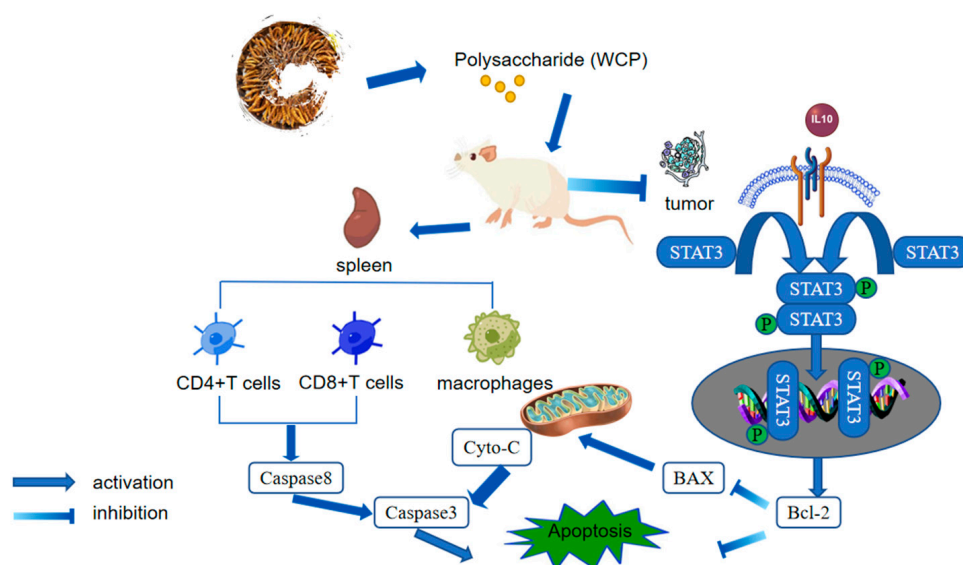 Polysaccharide (WCP)
IL10
tumor
STAT3
STAT3
STAT3
P
P
STAT3
spleen
CD4+T cells
CD8+T cells
macrophages
STAT3
STAT3
P
P
Cyto-C
Caspase8
BAX
activation
Caspase3
Bcl-2
inhibition
Apoptosis